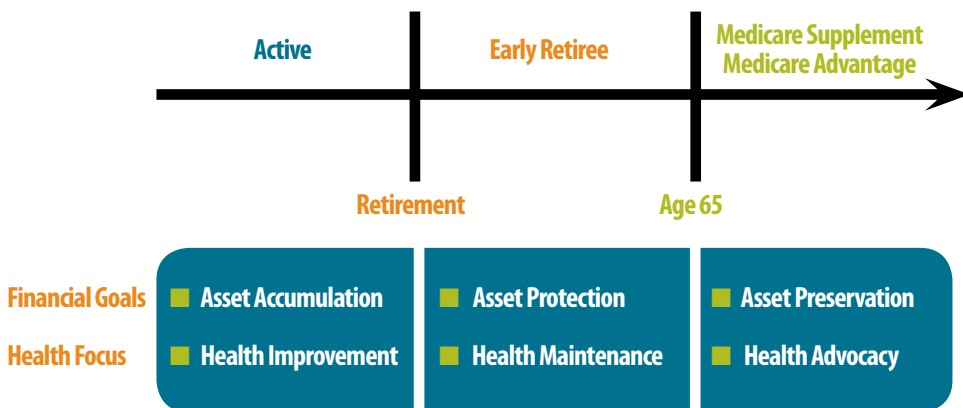 Active
Early Retiree
Medicare Supplement
Medicare Advantage
Retirement
Age 65
Financial Goals
Asset Accumulation
Asset Protection
Asset Preservation
Health Focus
Health Improvement
Health Maintenance
Health Advocacy